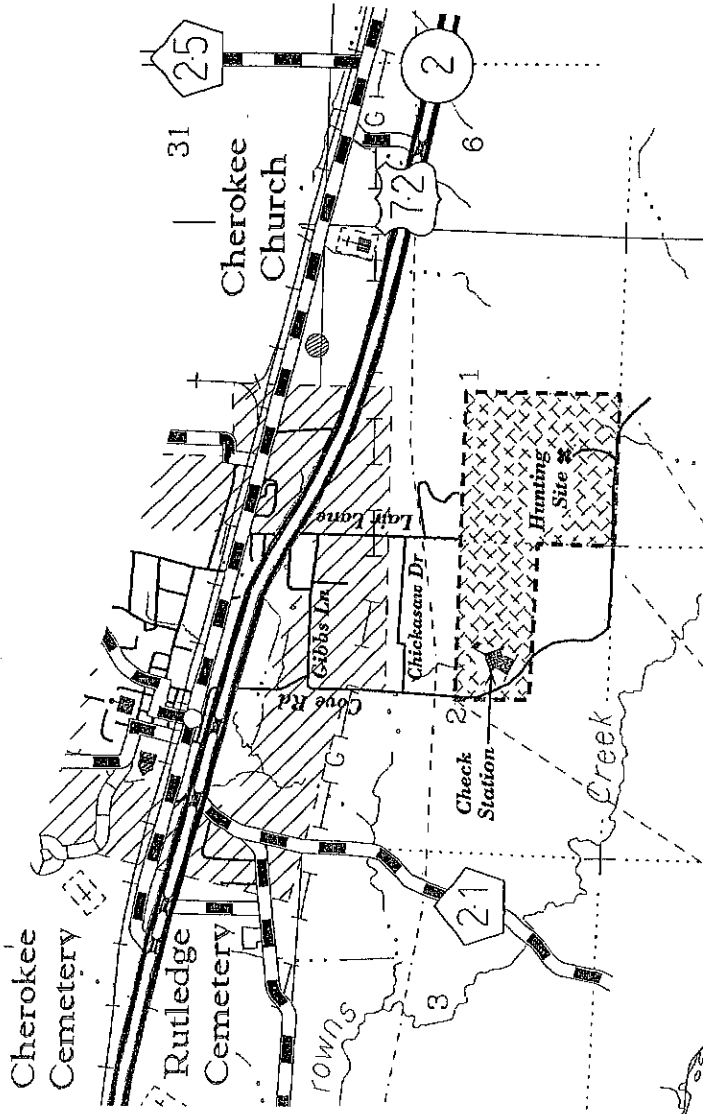 Cherokee
Cemetery
Rutledge
Cemetery
Cherokee
Church
31
25
2
72
6
G
G
1
2
3
21
Lair Lane
Gibbs Ln
Chickasaw Dr
Cove Rd
Hunting
Site
Check
Station
Creek
rowns